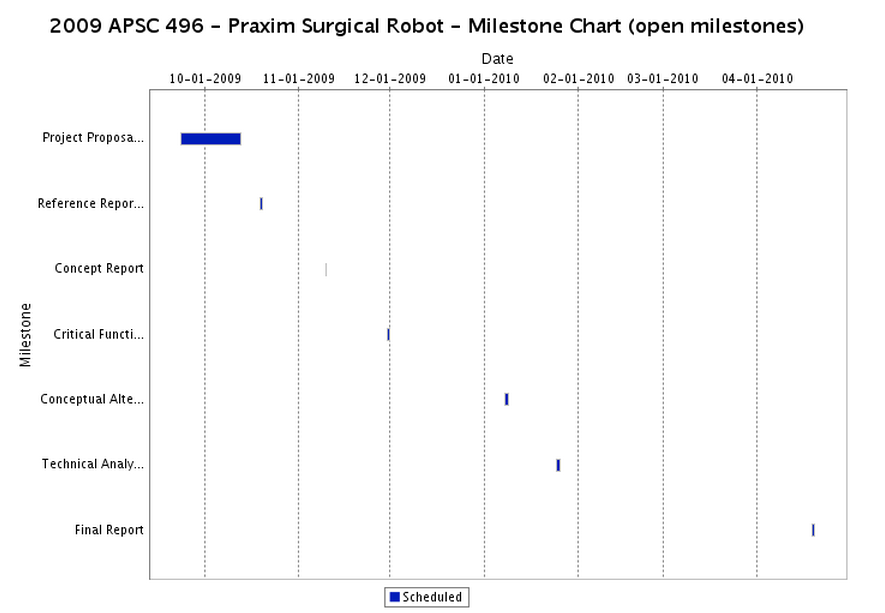 2009 APSC 496 - Praxim Surgical Robot - Milestone Chart (open milestones)
Date
10-01-2009 11-01-2009 12-01-2009 01-01-2010 02-01-2010 03-01-2010 04-01-2010
Project Proposa...
Reference Repor...
Concept Report
Milestone
Critical Functi...
Conceptual Alte...
Technical Analy...
Final Report
Scheduled